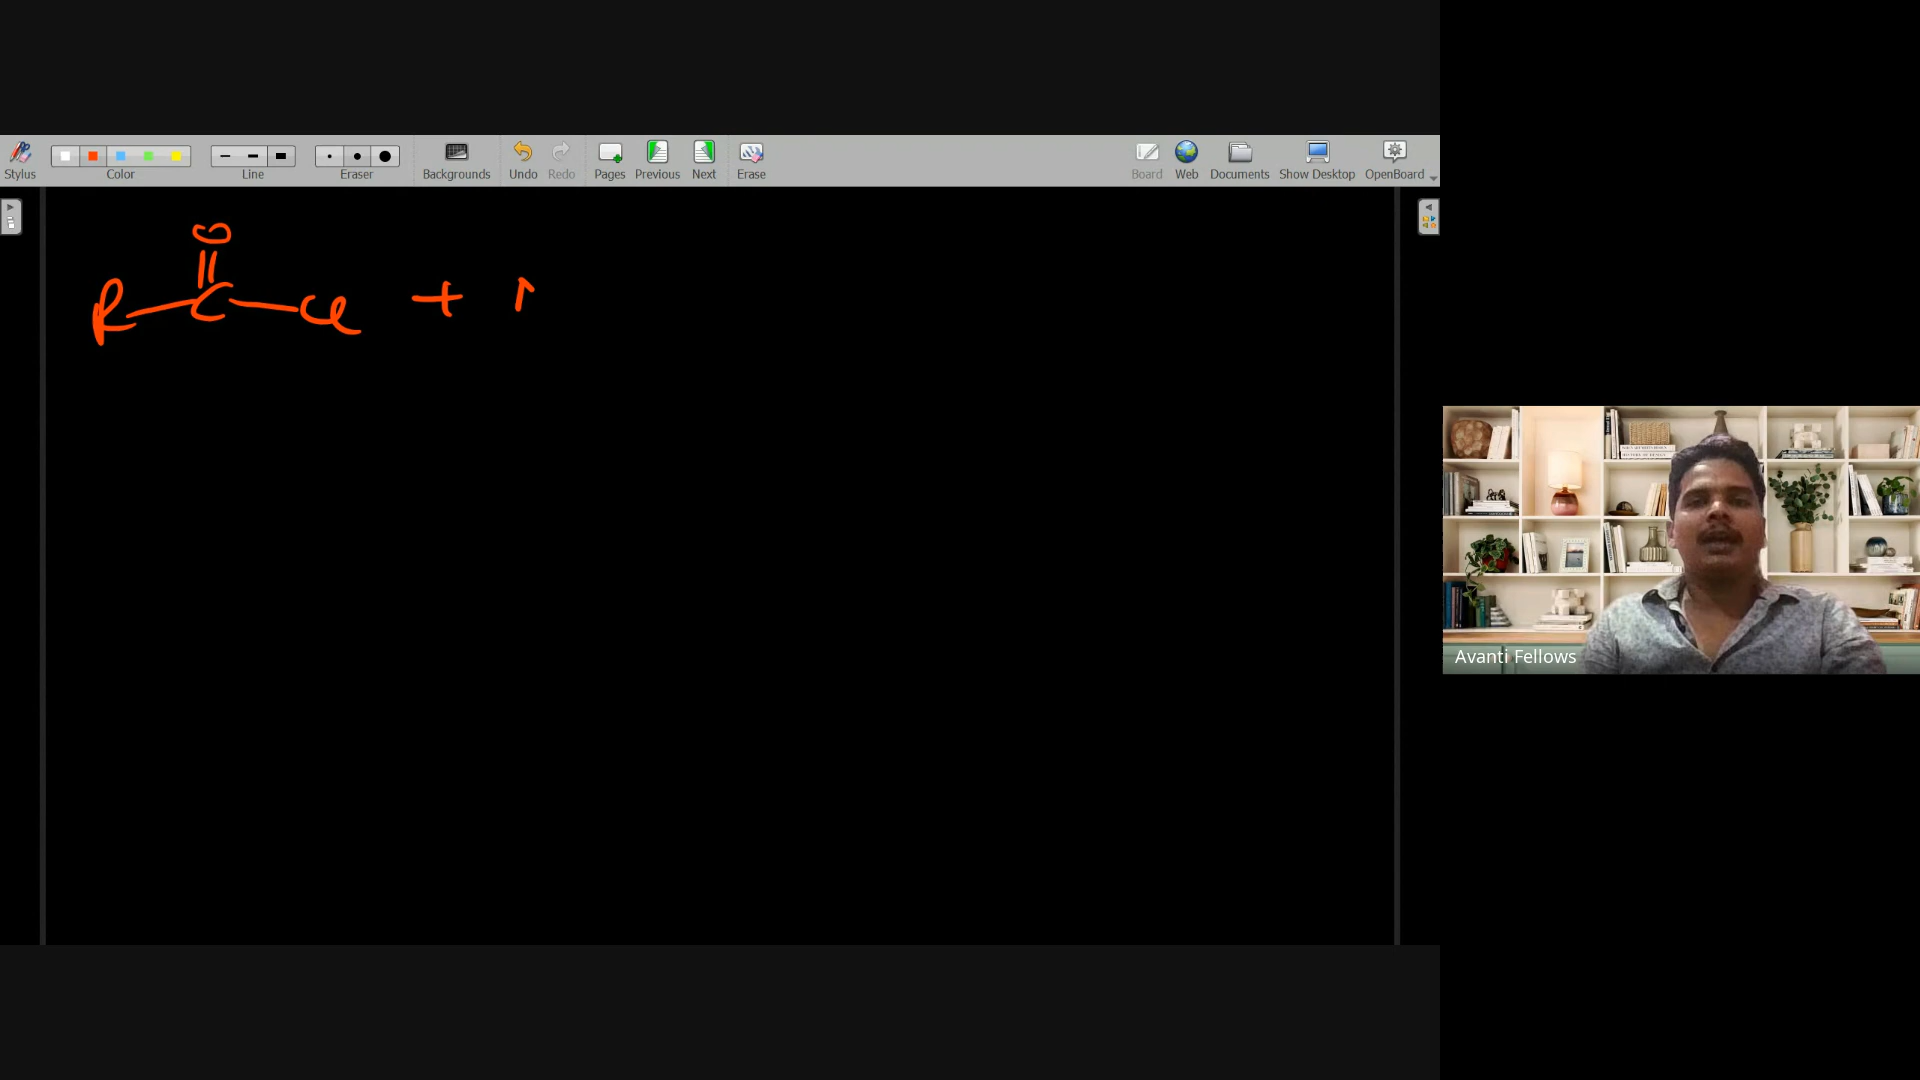 Stylus Color Line Eraser Backgrounds Undo Redo Pages Previous Next Erase Board Web Documents Show Desktop OpenBoard
O
R-C-Cl +
Avanti Fellows